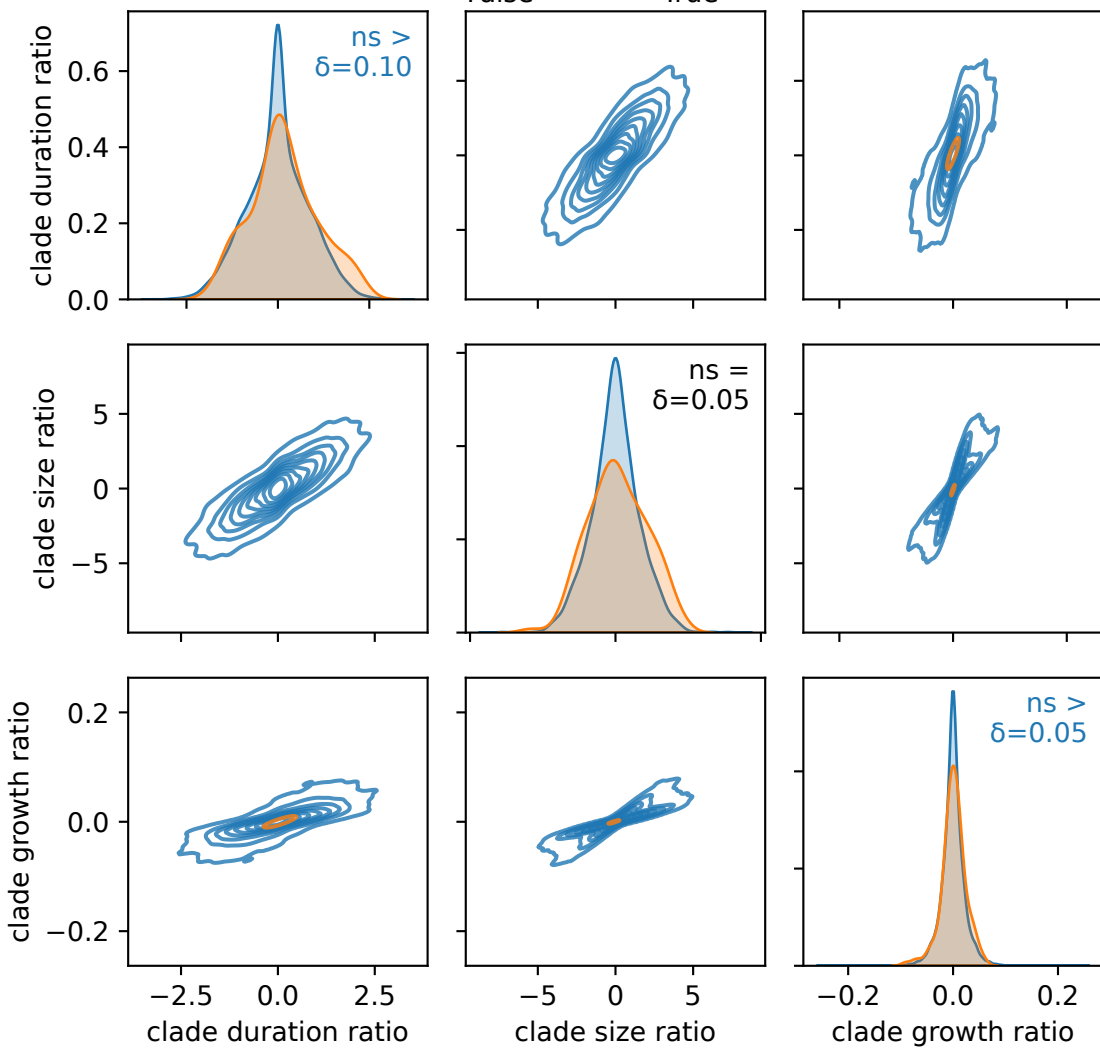 True
clade duration ratio
0.6
0.4
0.2
0.0
ns >
δ=0.10
clade size ratio
5
0
−5
ns =
δ=0.05
clade growth ratio
0.2
0.0
−0.2
ns >
δ=0.05
−2.5 0.0 2.5
−5 0 5
−0.2 0.0 0.2
clade duration ratio
clade size ratio
clade growth ratio